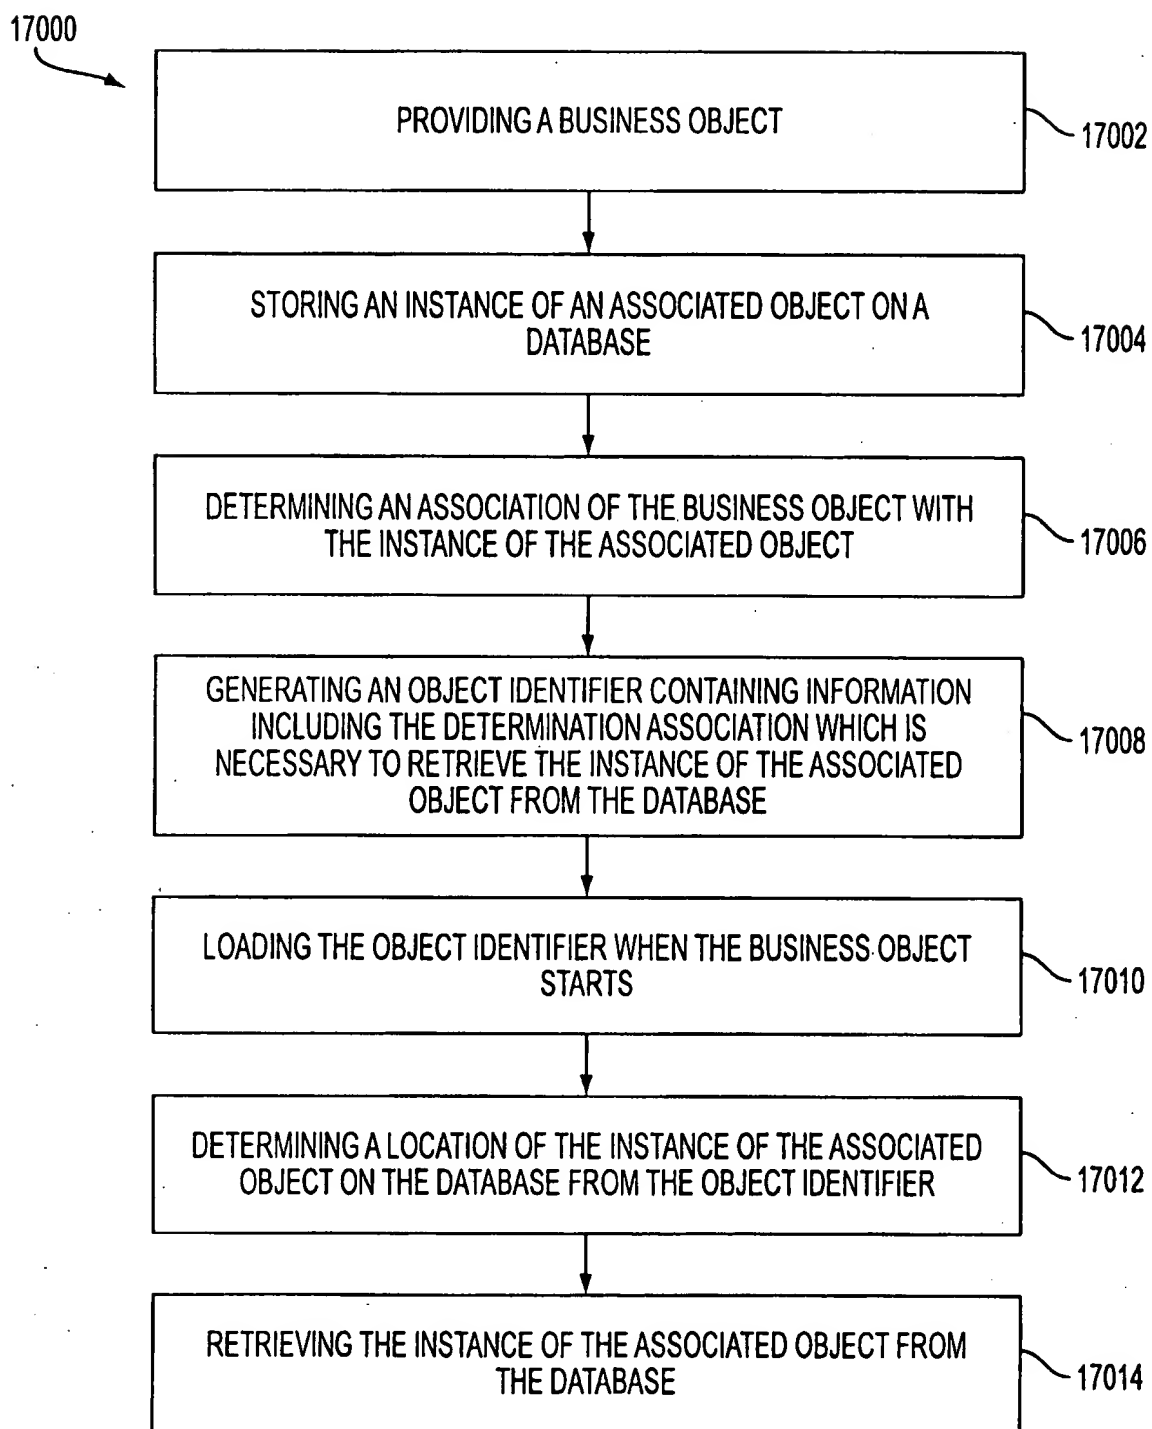 17000
PROVIDING A BUSINESS OBJECT
17002
STORING AN INSTANCE OF AN ASSOCIATED OBJECT ON A
DATABASE
17004
DETERMINING AN ASSOCIATION OF THE BUSINESS OBJECT WITH
THE INSTANCE OF THE ASSOCIATED OBJECT
17006
GENERATING AN OBJECT IDENTIFIER CONTAINING INFORMATION
INCLUDING THE DETERMINATION ASSOCIATION WHICH IS
NECESSARY TO RETRIEVE THE INSTANCE OF THE ASSOCIATED
OBJECT FROM THE DATABASE
17008
LOADING THE OBJECT IDENTIFIER WHEN THE BUSINESS OBJECT
STARTS
17010
DETERMINING A LOCATION OF THE INSTANCE OF THE ASSOCIATED
OBJECT ON THE DATABASE FROM THE OBJECT IDENTIFIER
17012
RETRIEVING THE INSTANCE OF THE ASSOCIATED OBJECT FROM
THE DATABASE
17014